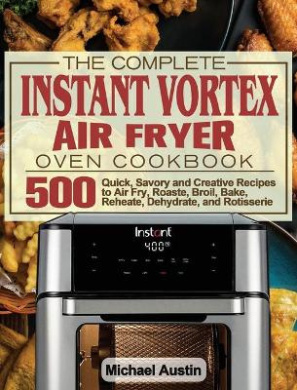 THE COMPLETE
INSTANT VORTEX
AIR FRYER
OVEN COOKBOOK
500
Quick, Savory and Creative Recipes
to Air Fry, Roaste, Broil, Bake,
Reheate, Dehydrate, and Rotisserie
Instant
400
Michael Austin